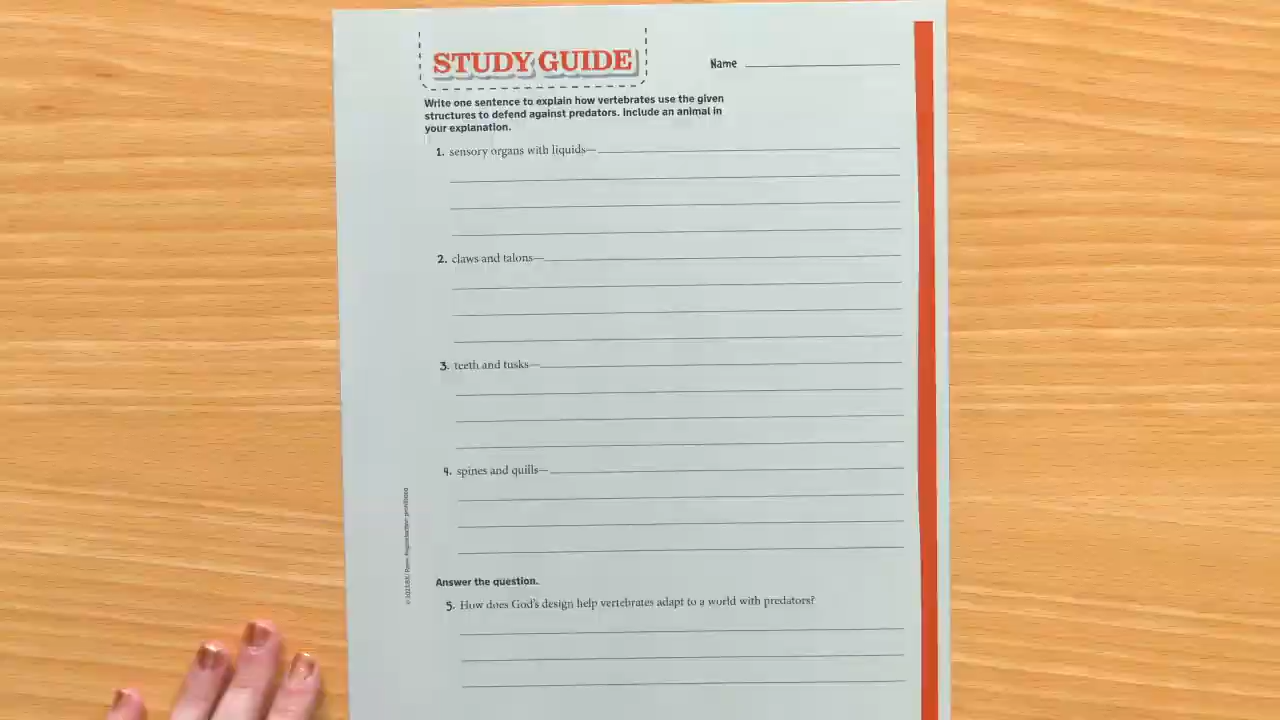 STUDY GUIDE
Name
Write one sentence to explain how vertebrates use the given
structures to defend against predators. Include an animal in
your explanation.
1. sensory organs with liquids—
2. claws and talons—
3. teeth and tusks—
4. spines and quills—
Answer the question.
5. How does God's design help vertebrates adapt to a world with predators?